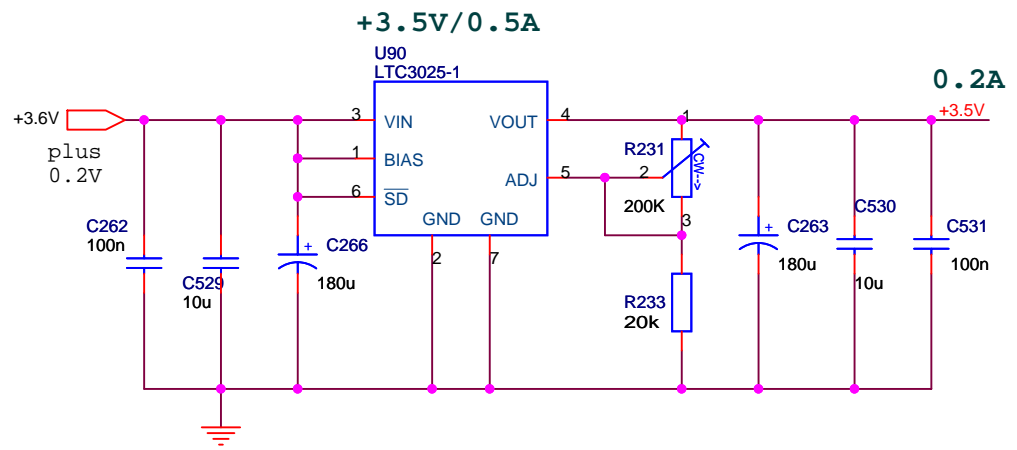 +3.5V/0.5A
U90
LTC3025-1
0.2A
+3.6V
3
VIN
VOUT
4
1
+3.5V
plus
0.2V
1
BIAS
R231
2
CW-->
ADJ
5
6
SD
200K
3
GND
GND
C262
100n
C529
10u
+
C266
180u
2
7
R233
20k
+
C263
180u
C530
10u
C531
100n